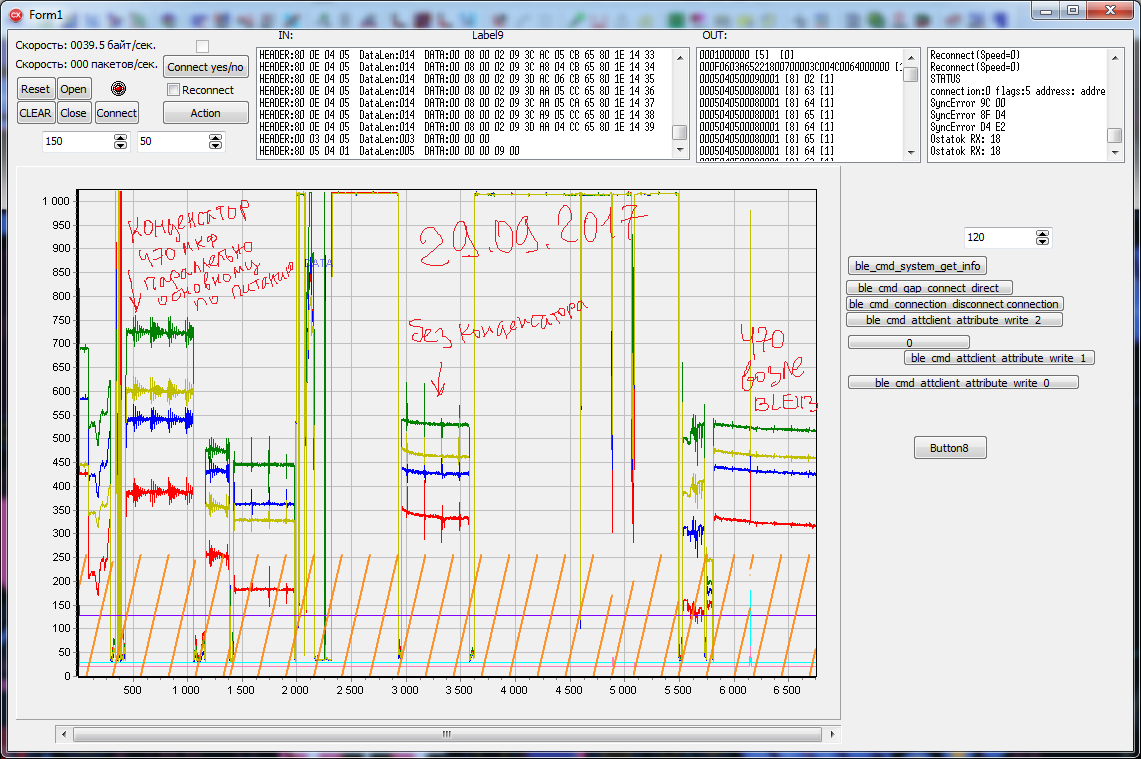 Form1
Скорость: 0039.5 байт/сек.
Скорость: 000 пакетов/сек.
Connect yes/no
Reset
Open
Reconnect
CLEAR
Close
Connect
Action
150
50
IN:
Label9
OUT:
HEADER:80 0E 04 05 DataLen:014 DATA:00 08 00 02 09 3C AC 05 CB 65 80 1E 14 33
HEADER:80 0E 04 05 DataLen:014 DATA:00 08 00 02 09 3C A8 04 CB 65 80 1E 14 34
HEADER:80 0E 04 05 DataLen:014 DATA:00 08 00 02 09 3D AC 06 CB 65 80 1E 14 35
HEADER:80 0E 04 05 DataLen:014 DATA:00 08 00 02 09 3C AA 05 CC 65 80 1E 14 36
HEADER:80 0E 04 05 DataLen:014 DATA:00 08 00 02 09 3C AA 05 CA 65 80 1E 14 37
HEADER:80 0E 04 05 DataLen:014 DATA:00 08 00 02 09 3C A9 05 CC 65 80 1E 14 38
HEADER:80 0E 04 05 DataLen:014 DATA:00 08 00 02 09 3D AA 04 CC 65 80 1E 14 39
HEADER:00 03 04 05 DataLen:003 DATA:00 00 00
HEADER:80 05 04 01 DataLen:005 DATA:00 00 00 09 00
0001000000 [5] [0]
000F0603A6522180700003C004C0064000000 [1
0005040500090001 [8] 02 [1]
0005040500080001 [8] 63 [1]
0005040500080001 [8] 64 [1]
0005040500080001 [8] 65 [1]
0005040500080001 [8] 64 [1]
0005040500080001 [8] 65 [1]
0005040500080001 [8] 65 [1]
Reconnect(Speed=0)
Reconnect(Speed=0)
STATUS
connection:0 flags:5 address: addre
SyncError 9C 00
SyncError 8F D4
SyncError D4 E2
Ostatok RX: 18
Ostatok RX: 18
1 000
950
900
850
800
750
700
650
600
550
500
450
400
350
300
250
200
150
100
50
0
500
1 000
1 500
2 000
2 500
3 000
3 500
4 000
4 500
5 000
5 500
6 000
6 500
конденсатор
470 мкф
параллельно
основному
по питанию
DATA
29.09.2017
без конденсатора
470
возле
BLE113
120
ble_cmd_system_get_info
ble_cmd_gap_connect_direct
ble_cmd_connection_disconnect connection
ble_cmd_attclient_attribute_write_2
0
ble_cmd_attclient_attribute_write_1
ble_cmd_attclient_attribute_write_0
Button8